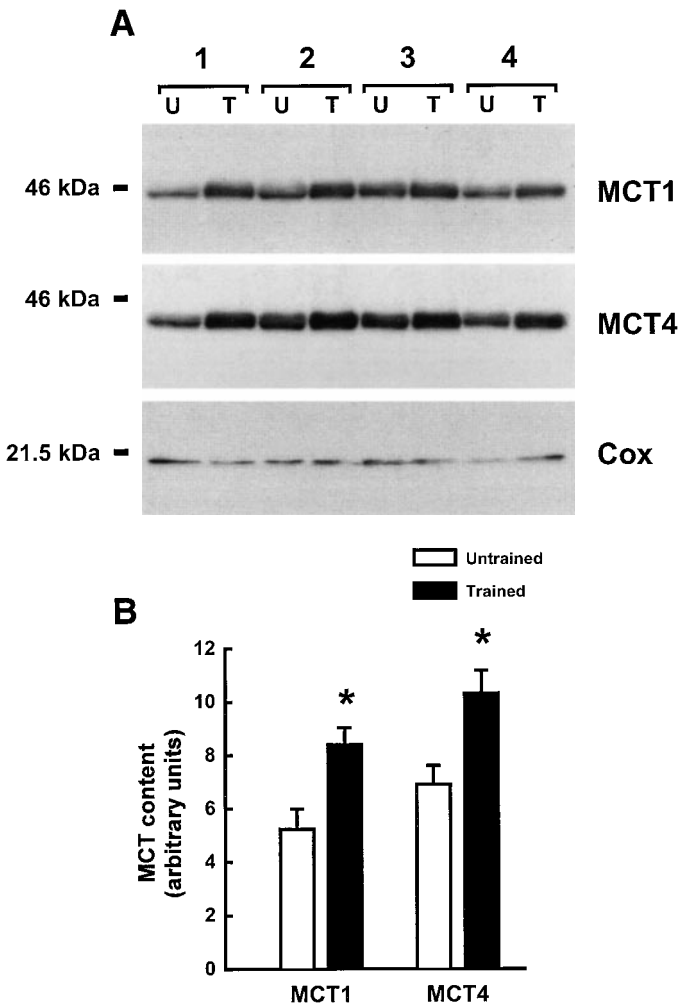 A
1 2 3 4
U T U T U T U T
46 kDa MCT1
46 kDa MCT4
21.5 kDa Cox
Untrained
Trained
B
12
10
8
6
4
2
0
MCT content
(arbitrary units)
* *
MCT1 MCT4